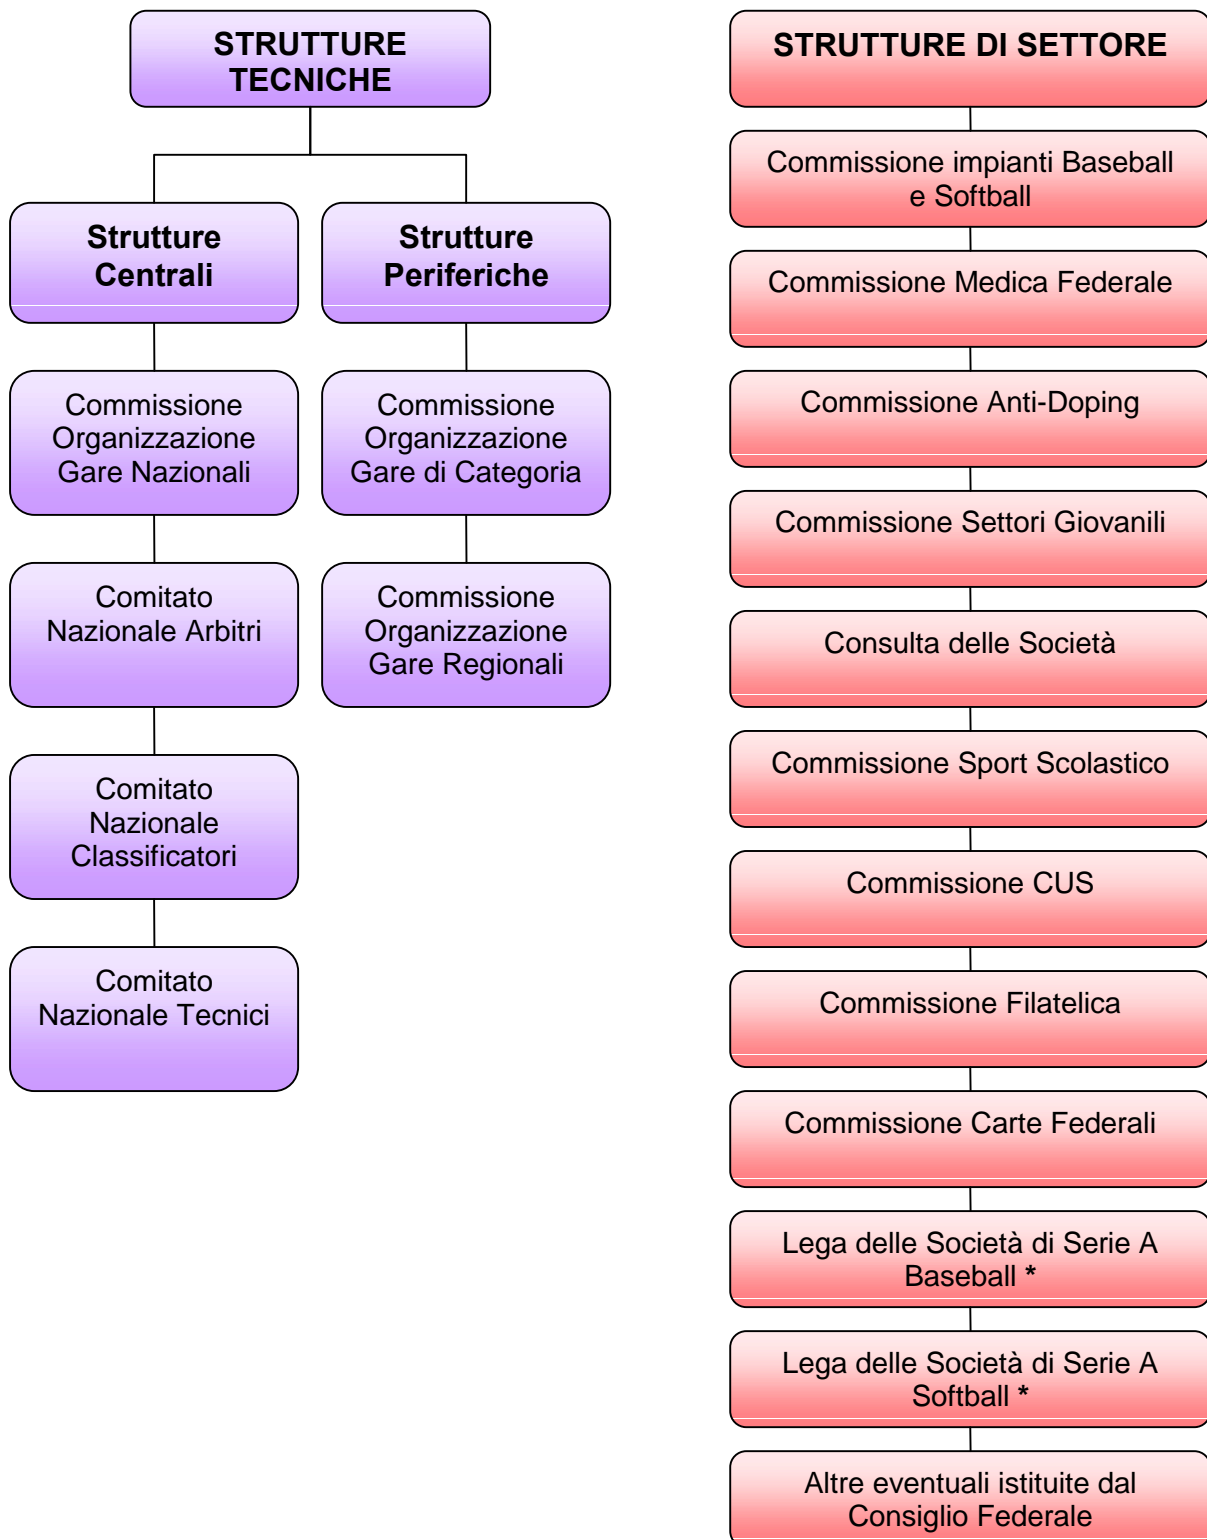 STRUTTURE
TECNICHE
Strutture
Centrali
Commissione
Organizzazione
Gare Nazionali
Comitato
Nazionale Arbitri
Comitato
Nazionale
Classificatori
Comitato
Nazionale Tecnici
Strutture
Periferiche
Commissione
Organizzazione
Gare di Categoria
Commissione
Organizzazione
Gare Regionali
STRUTTURE DI SETTORE
Commissione impianti Baseball
e Softball
Commissione Medica Federale
Commissione Anti-Doping
Commissione Settori Giovanili
Consulta delle Società
Commissione Sport Scolastico
Commissione CUS
Commissione Filatelica
Commissione Carte Federali
Lega delle Società di Serie A
Baseball *
Lega delle Società di Serie A
Softball *
Altre eventuali istituite dal
Consiglio Federale